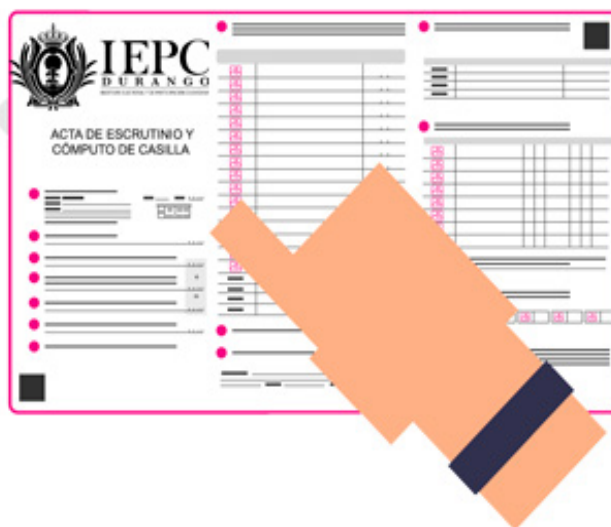 IEPC
DURANGO
ACTA DE ESCRUTINIO Y
CÓMPUTO DE CASILLA